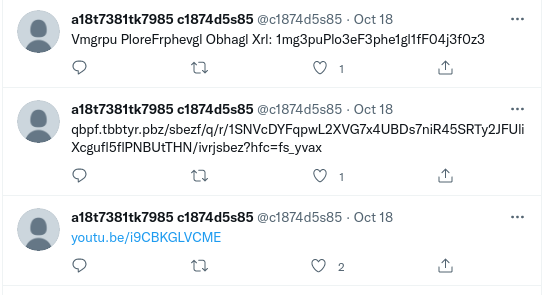 a18t7381tk7985 c1874d5s85 @c1874d5s85 · Oct 18
Vmgrpu PloreFrphevgl Obhagl Xrl: 1mg3puPlo3eF3phe1gl1fF04j3f0z3
1
a18t7381tk7985 c1874d5s85 @c1874d5s85 · Oct 18
qbpf.tbbtyr.pbz/sbezf/q/r/1SNVcDYFqpwL2XVG7x4UBDs7niR45SRTy2JFUIi
Xcgufl5flPNBUtTHN/ivrjsbez?hfc=fs_yvax
1
a18t7381tk7985 c1874d5s85 @c1874d5s85 · Oct 18
youtu.be/i9CBKGLVCME
2